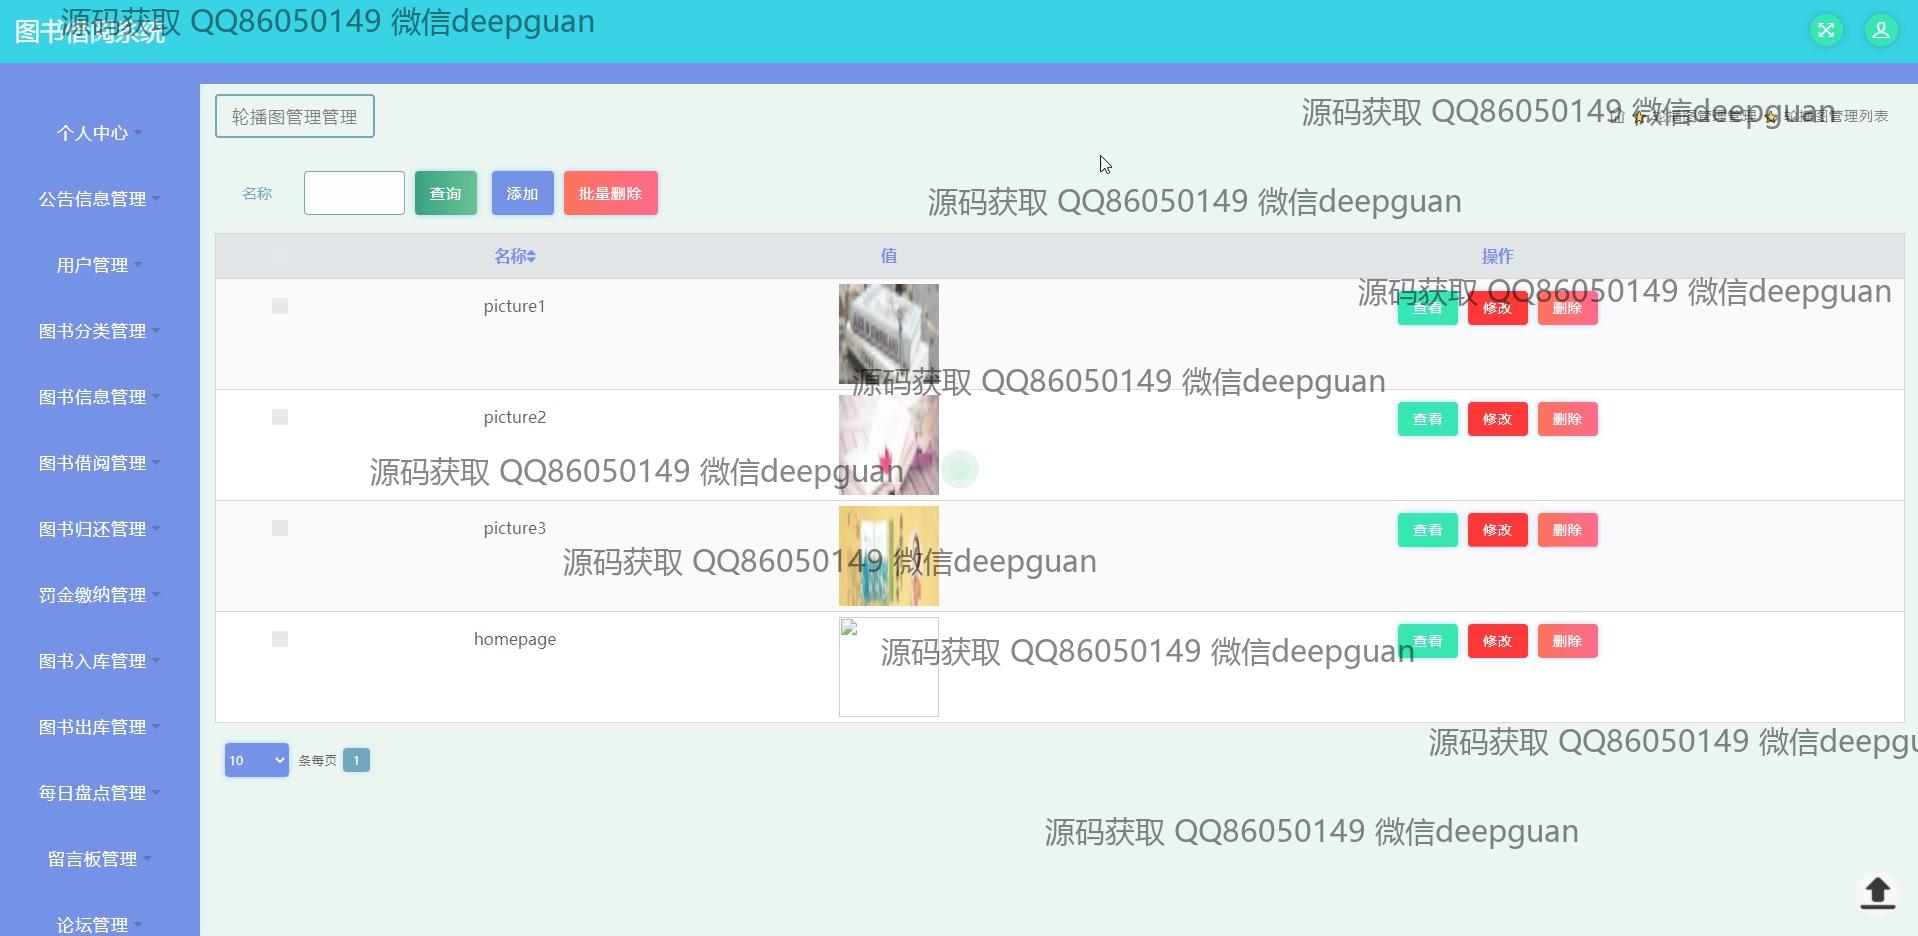 图书借阅系统
源码获取 QQ86050149 微信deepguan
轮播图管理管理
源码获取 QQ86050149 微信deepguan
轮播图管理管理 轮播图管理列表
个人中心
公告信息管理
用户管理
图书分类管理
图书信息管理
图书借阅管理
图书归还管理
罚金缴纳管理
图书入库管理
图书出库管理
每日盘点管理
留言板管理
论坛管理
名称 查询 添加 批量删除
源码获取 QQ86050149 微信deepguan
名称 值 操作
源码获取 QQ86050149 微信deepguan
picture1 查看 修改 删除
源码获取 QQ86050149 微信deepguan
picture2 查看 修改 删除
源码获取 QQ86050149 微信deepguan
picture3 查看 修改 删除
源码获取 QQ86050149 微信deepguan
homepage 查看 修改 删除
源码获取 QQ86050149 微信deepguan
源码获取 QQ86050149 微信deepgu
10 条每页 1
源码获取 QQ86050149 微信deepguan